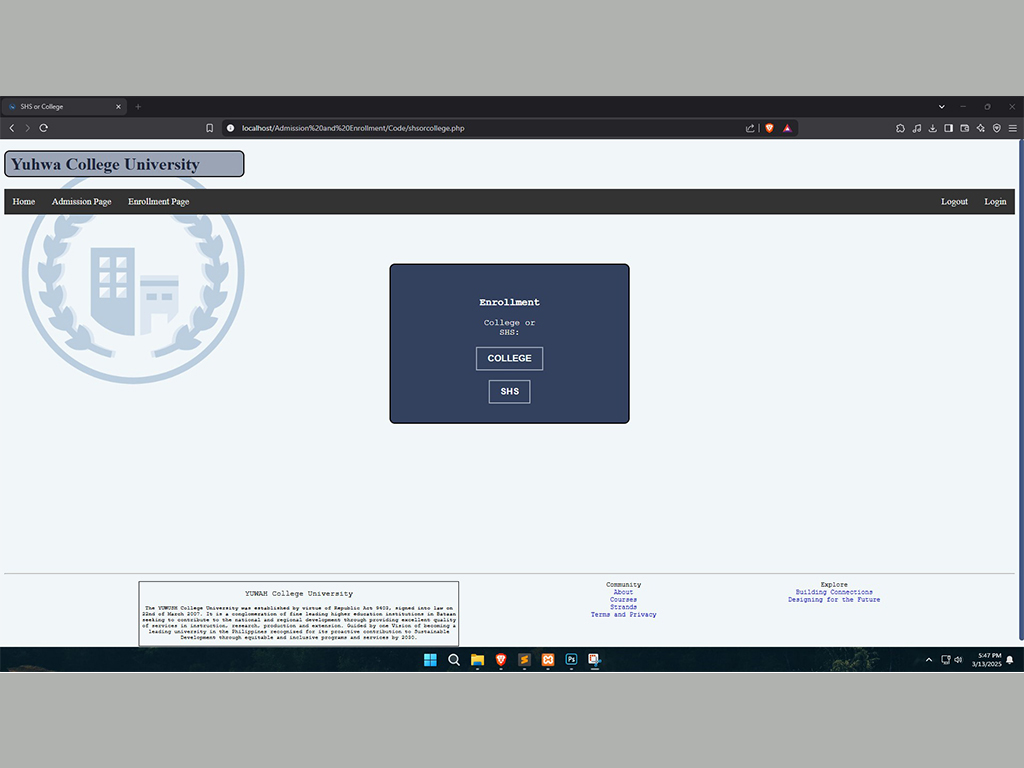 SHS or College
localhost/Admission%20and%20Enrollment/Code/shsorcollege.php
Yuhwa College University
Home Admission Page Enrollment Page Logout Login
Enrollment
College or
SHS:
COLLEGE
SHS
YUWAH College University
The YUWUSH College University was established by virtue of Republic Act 9403, signed into law on
22nd of March 2007. It is a conglomeration of fine leading higher education institutions in Bataan
seeking to contribute to the national and regional development through providing excellent quality
of services in instruction, research, production and extension. Guided by one Vision of becoming a
leading university in the Philippines recognized for its proactive contribution to Sustainable
Development through equitable and inclusive programs and services by 2030.
Community
About
Courses
Strands
Terms and Privacy
Explore
Building Connections
Designing for the Future
Ps
5:47 PM
3/13/2025